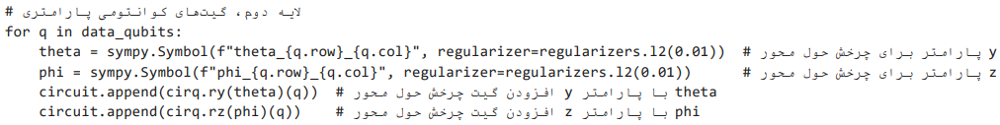 # لایه دوم، گیت‌های کوانتومی پارامتری
for q in data_qubits:
    theta = sympy.Symbol(f"theta_{q.row}_{q.col}", regularizer=regularizers.l2(0.01))  # پارامتر برای چرخش حول محور y
    phi = sympy.Symbol(f"phi_{q.row}_{q.col}", regularizer=regularizers.l2(0.01))      # پارامتر برای چرخش حول محور z
    circuit.append(cirq.ry(theta)(q))  # افزودن گیت چرخش حول محور y با پارامتر theta
    circuit.append(cirq.rz(phi)(q))    # افزودن گیت چرخش حول محور z با پارامتر phi